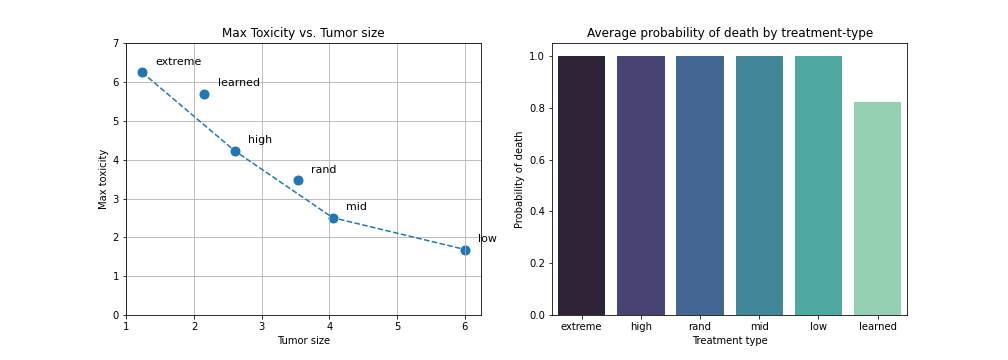 Max Toxicity vs. Tumor size
7
6
5
4
3
2
1
0
Max toxicity
extreme
learned
high
rand
mid
low
1
2
3
4
5
6
Tumor size
Average probability of death by treatment-type
1.0
0.8
0.6
0.4
0.2
0.0
Probability of death
extreme
high
rand
mid
low
learned
Treatment type